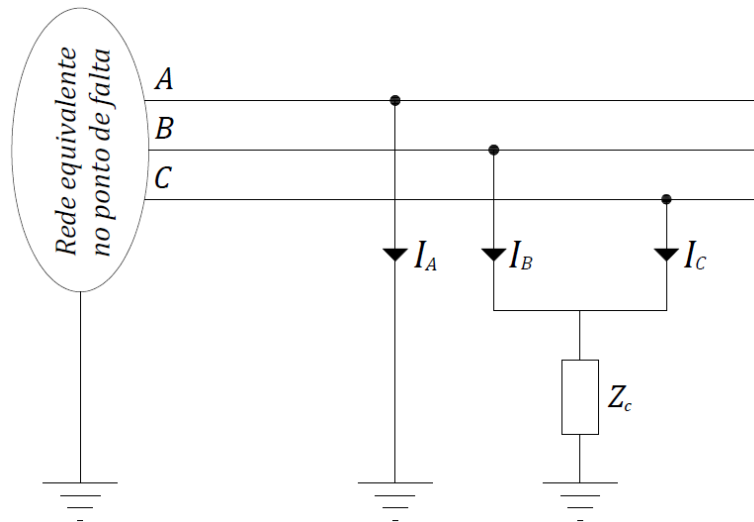 Rede equivalente
no ponto de falta
A
B
C
I_A
I_B
I_C
Z_c